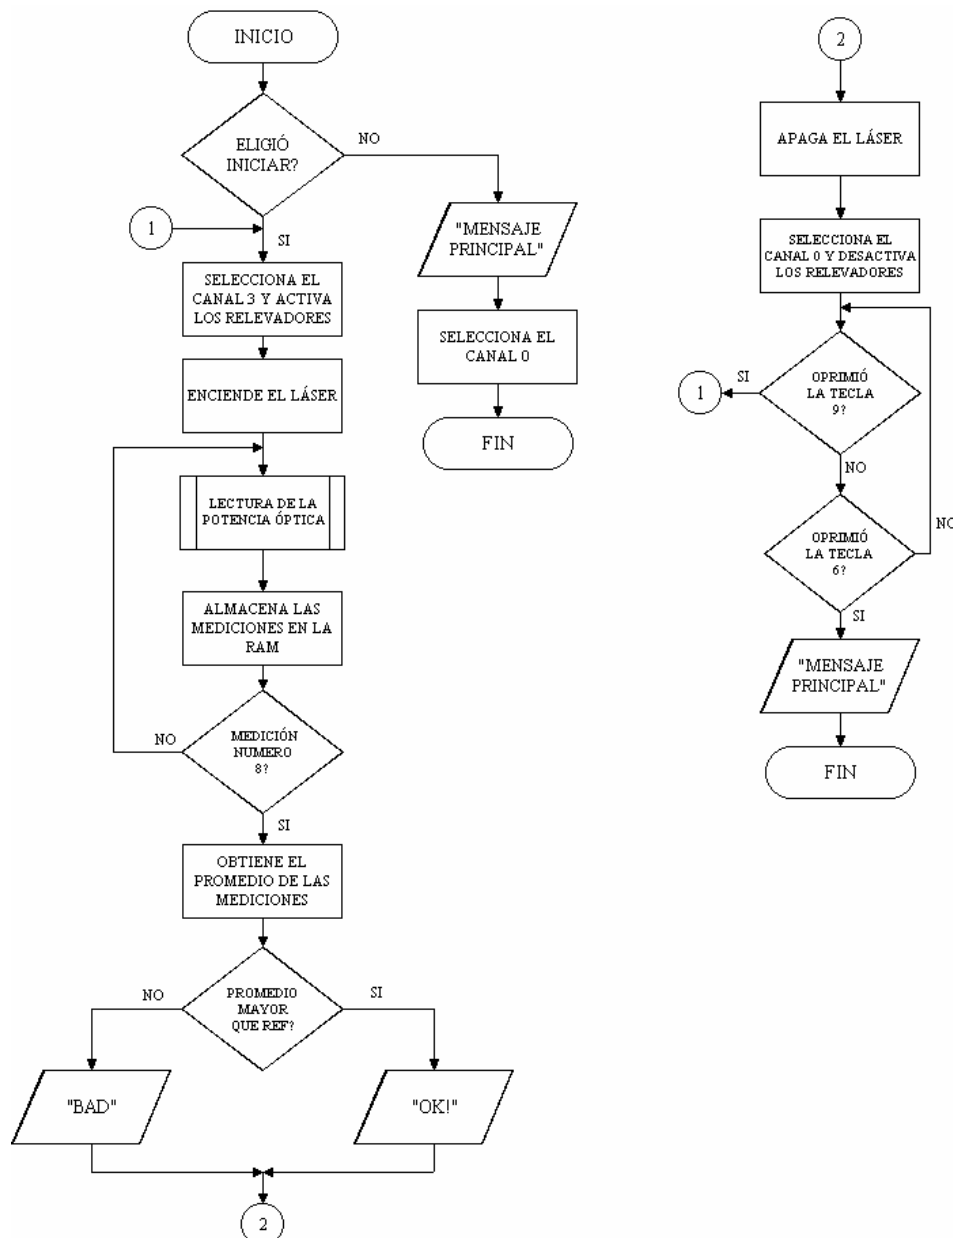 INICIO
ELIGIÓ
INICIAR?
NO
1
SI
"MENSAJE
PRINCIPAL"
SELECCIONA EL
CANAL 3 Y ACTIVA
LOS RELEVADORES
SELECCIONA EL
CANAL 0
ENCIENDE EL LÁSER
FIN
LECTURA DE LA
POTENCIA ÓPTICA
ALMACENA LAS
MEDICIONES EN LA
RAM
NO
MEDICIÓN
NUMERO
8?
SI
OBTIENE EL
PROMEDIO DE LAS
MEDICIONES
NO
PROMEDIO
MAYOR
QUE REF?
SI
"BAD"
"OK!"
2
2
APAGA EL LÁSER
SELECCIONA EL
CANAL 0 Y DESACTIVA
LOS RELEVADORES
1
SI
OPRIMIÓ
LA TECLA
9?
NO
OPRIMIÓ
LA TECLA
6?
NO
SI
"MENSAJE
PRINCIPAL"
FIN